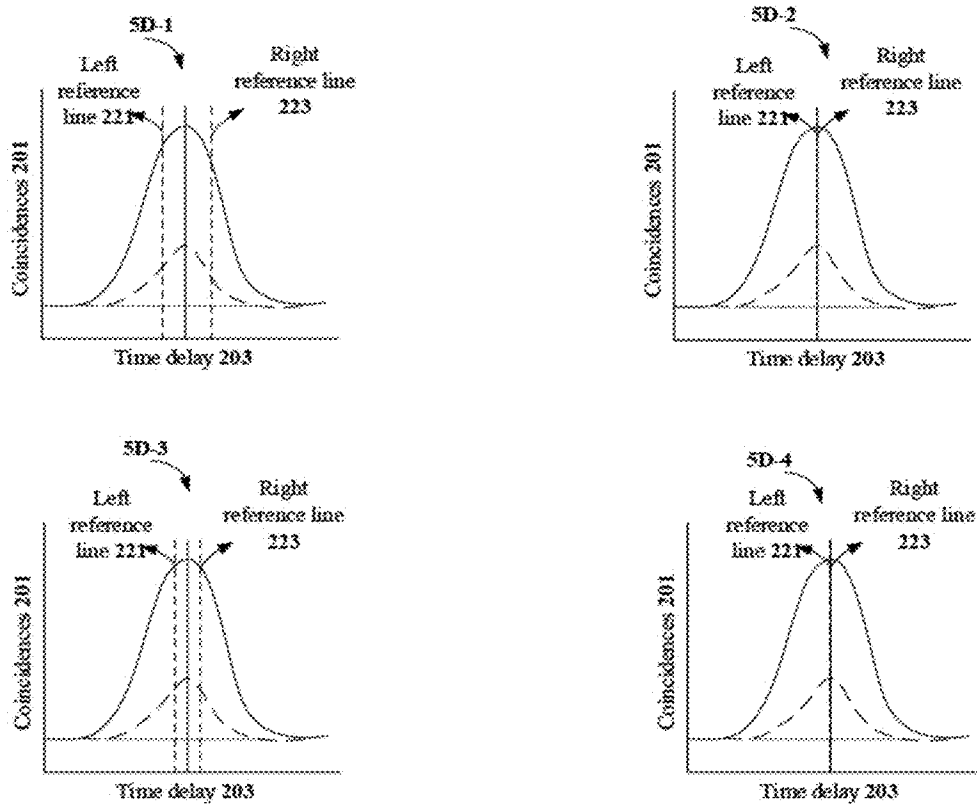 5D-1
Left
reference
line 221
Right
reference line
223
Coincidences 201
Time delay 203
5D-2
Left
reference
line 221
Right
reference line
223
Coincidences 201
Time delay 203
5D-3
Left
reference
line 221
Right
reference line
223
Coincidences 201
Time delay 203
5D-4
Left
reference
line 221
Right
reference line
223
Coincidences 201
Time delay 203